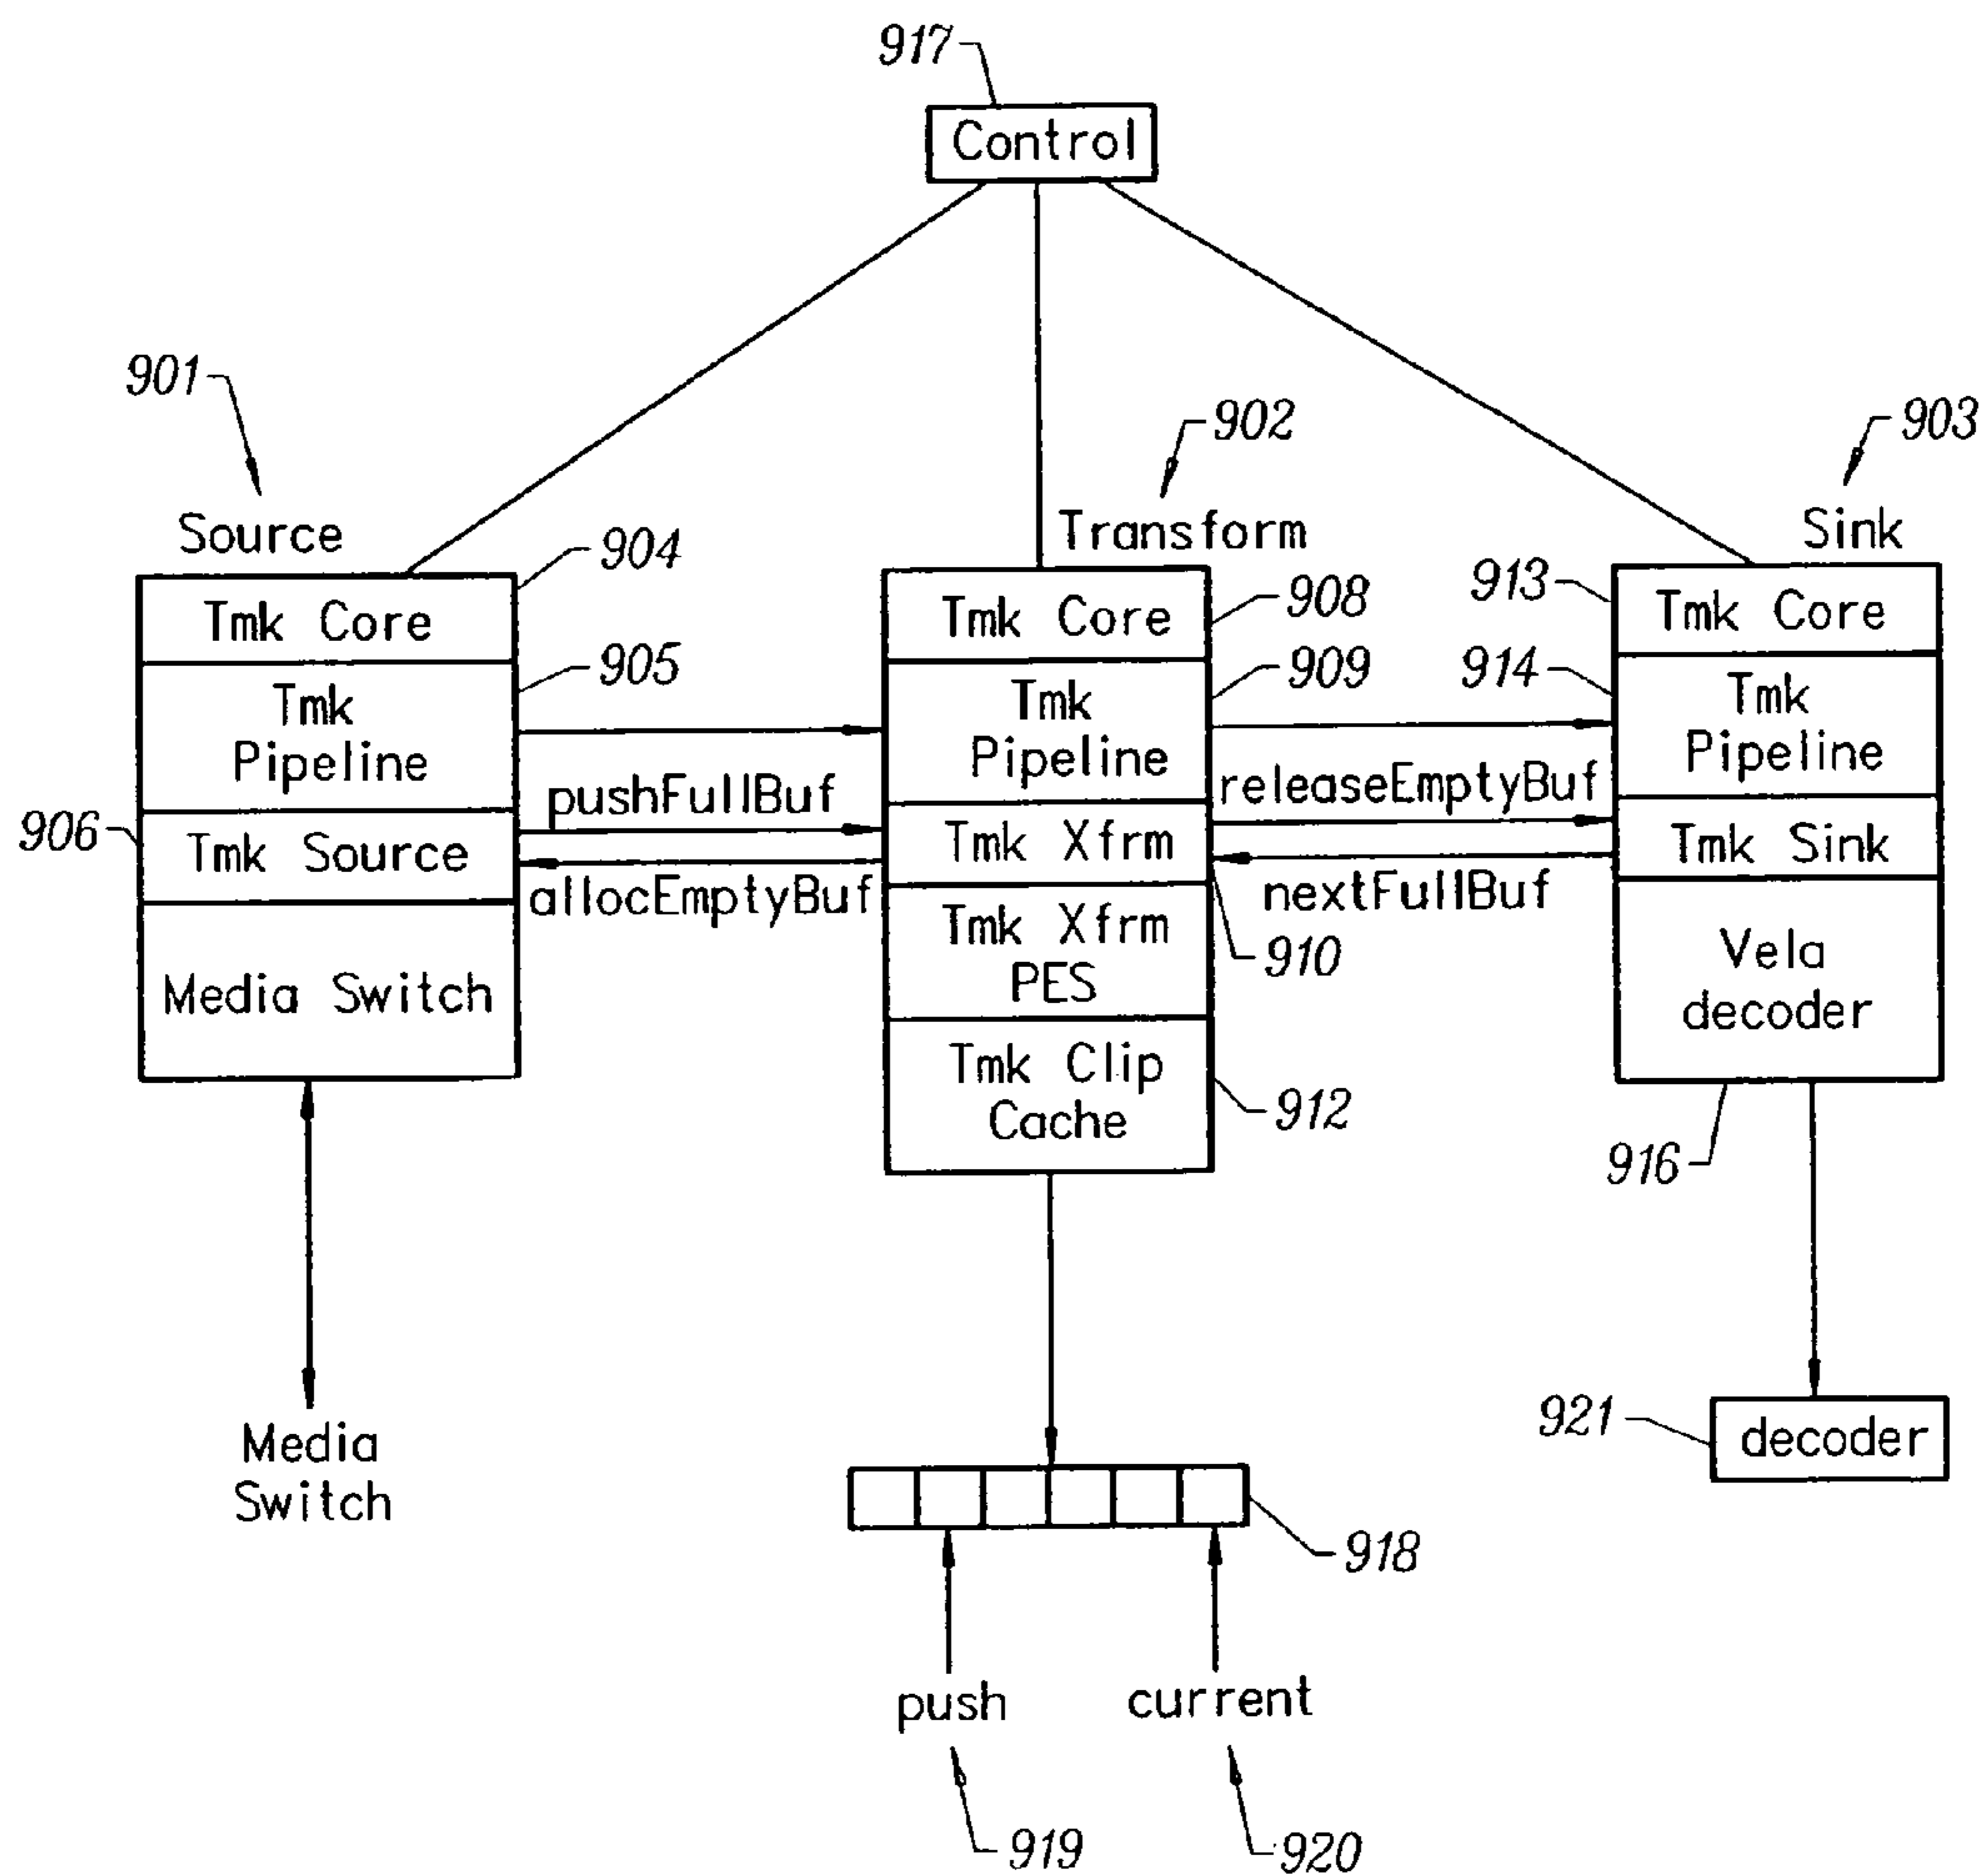 917
Control
901
902
903
Source
Transform
Sink
904
Tmk Core
908
Tmk Core
913
Tmk Core
905
Tmk
Pipeline
909
Tmk
Pipeline
914
Tmk
Pipeline
pushFullBuf
releaseEmptyBuf
906
Tmk Source
Tmk Xfrm
Tmk Sink
allocEmptyBuf
nextFullBuf
910
Media Switch
Tmk Xfrm
PES
Vela
decoder
Tmk Clip
Cache
912
916
Media
Switch
921
decoder
918
push
current
919
920